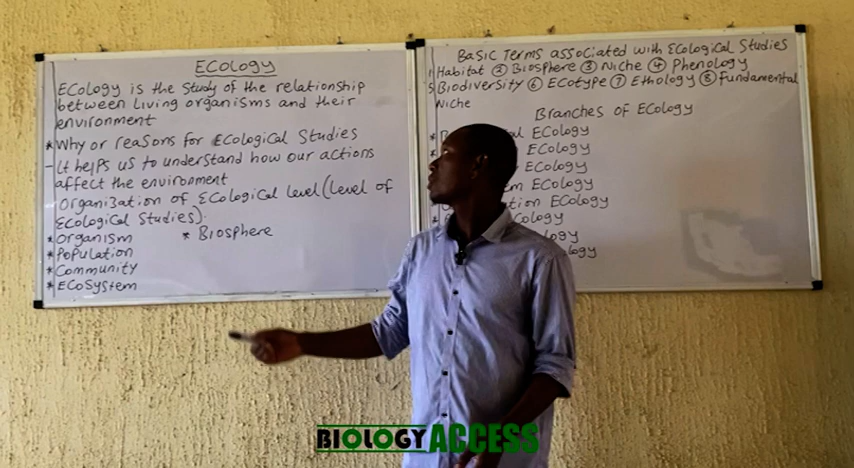 ECOLOGY
ECology is the study of the relationship
between Living organisms and their
environment
* Why or reasons for ECological Studies
- It helps us to understand how our actions
affect the environment
Organization of ECological level (Level of
ECological Studies).
* Organism * Biosphere
* Population
* Community
* ECoSystem
Basic Terms associated with ECological Studies
1 Habitat ② Biosphere ③ Niche ④ Phenology
5 Biodiversity ⑥ ECotype ⑦ Ethology ⑧ fundamental
Niche
Branches of ECology
* ECology
* ECology
ECology
ECology
ECology
BIOLOGY ACCESS